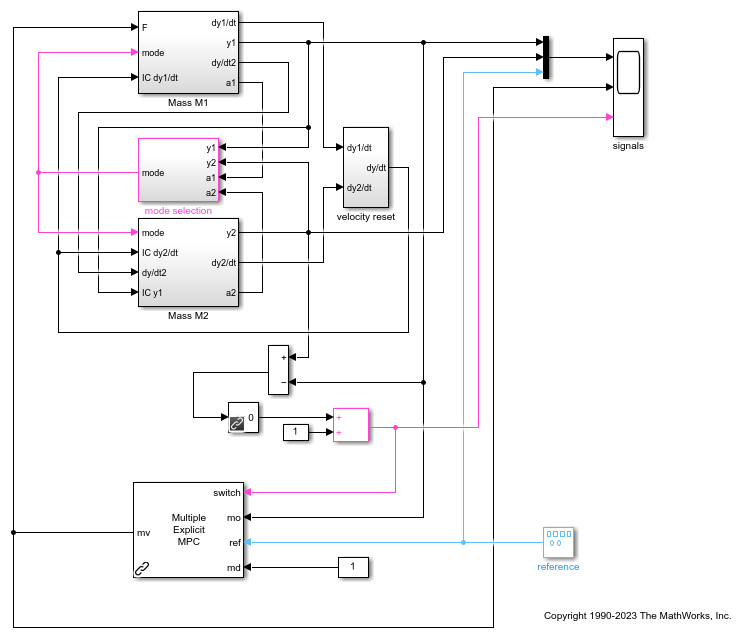 F
mode
IC dy1/dt
dy1/dt
y1
dy/dt2
a1
Mass M1
mode
y1
y2
a1
a2
mode selection
dy1/dt
dy2/dt
dy/dt
velocity reset
signals
mode
IC dy2/dt
dy/dt2
IC y1
y2
dy2/dt
a2
Mass M2
+
−
0
1
+
+
mv
Multiple
Explicit
MPC
switch
mo
ref
md
1
reference
Copyright 1990-2023 The MathWorks, Inc.